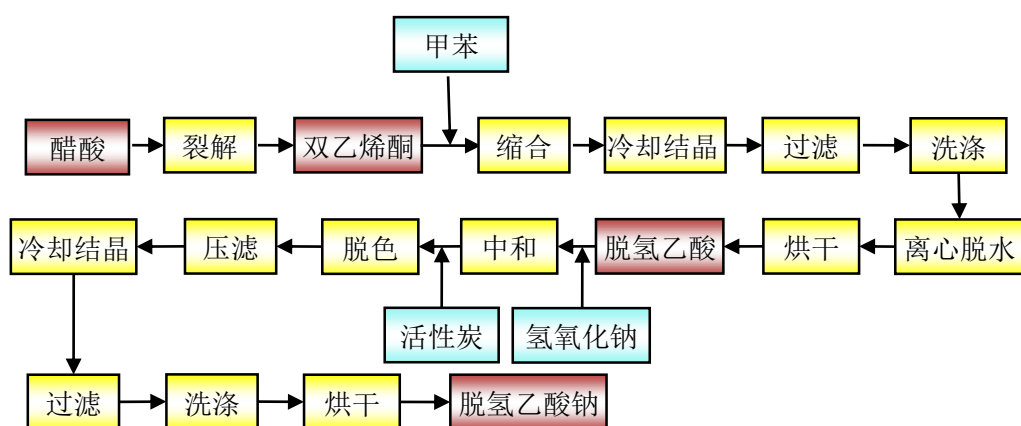 甲苯
醋酸
裂解
双乙烯酮
缩合
冷却结晶
过滤
洗涤
离心脱水
烘干
脱氢乙酸
中和
脱色
压滤
冷却结晶
活性炭
氢氧化钠
过滤
洗涤
烘干
脱氢乙酸钠